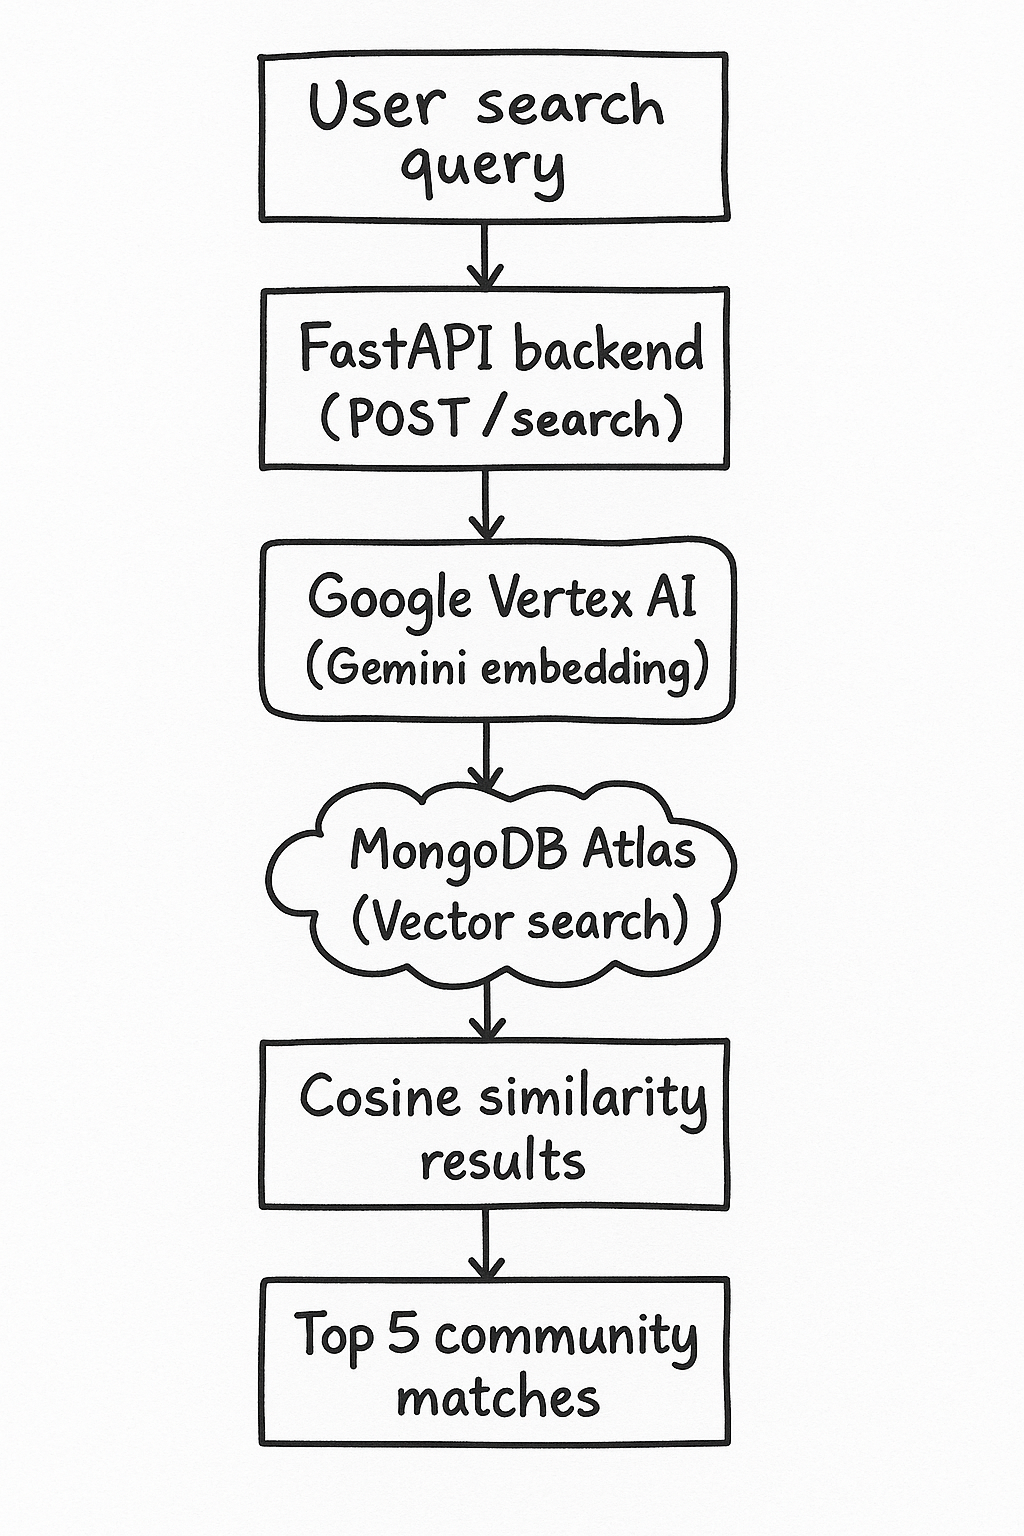 User search
query
FastAPI backend
(POST /search)
Google Vertex AI
(Gemini embedding)
MongoDB Atlas
(Vector search)
Cosine similarity
results
Top 5 community
matches